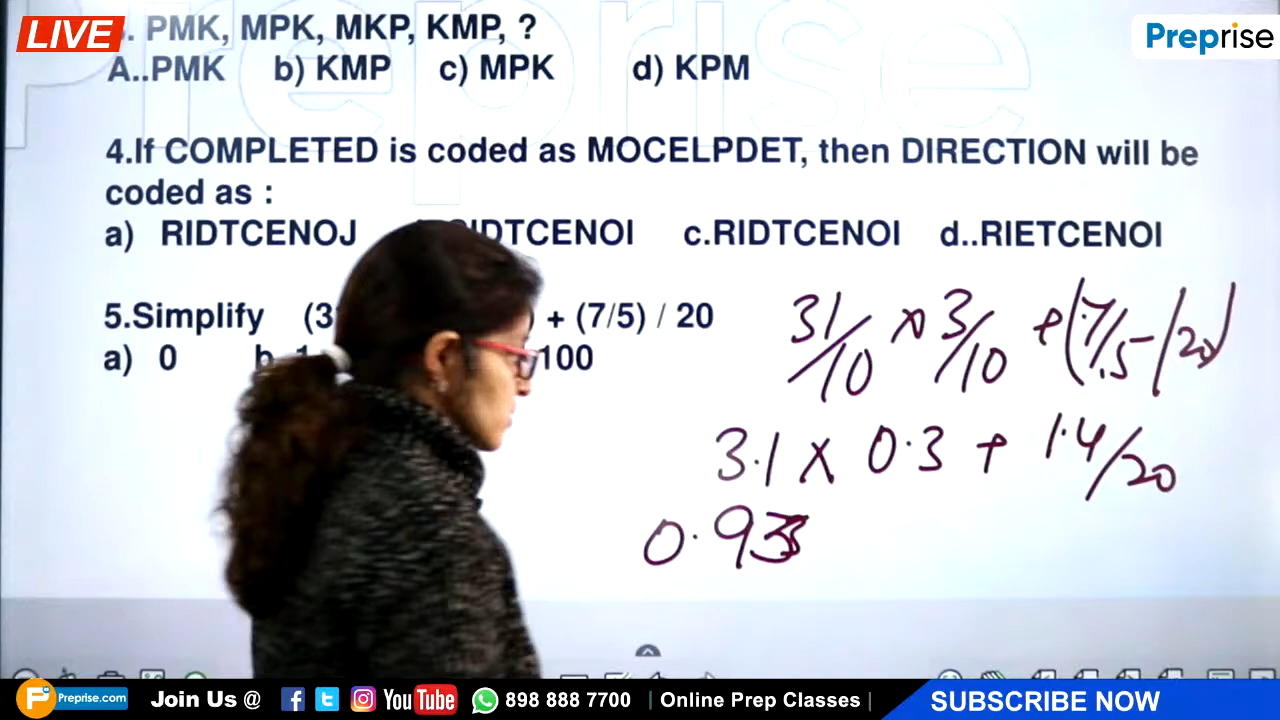 LIVE
Preprise
. PMK, MPK, MKP, KMP, ?
A..PMK b) KMP c) MPK d) KPM
4.If COMPLETED is coded as MOCELPDET, then DIRECTION will be
coded as :
a) RIDTCENOJ IDTCENOI c.RIDTCENOI d..RIETCENOI
5.Simplify (3 + (7/5) / 20
a) 0 b 100
31/10 × 3/10 + (7/5 /20)
3.1 × 0.3 + 1.4/20
0.93
Preprise.com Join Us @ YouTube 898 888 7700 | Online Prep Classes | SUBSCRIBE NOW